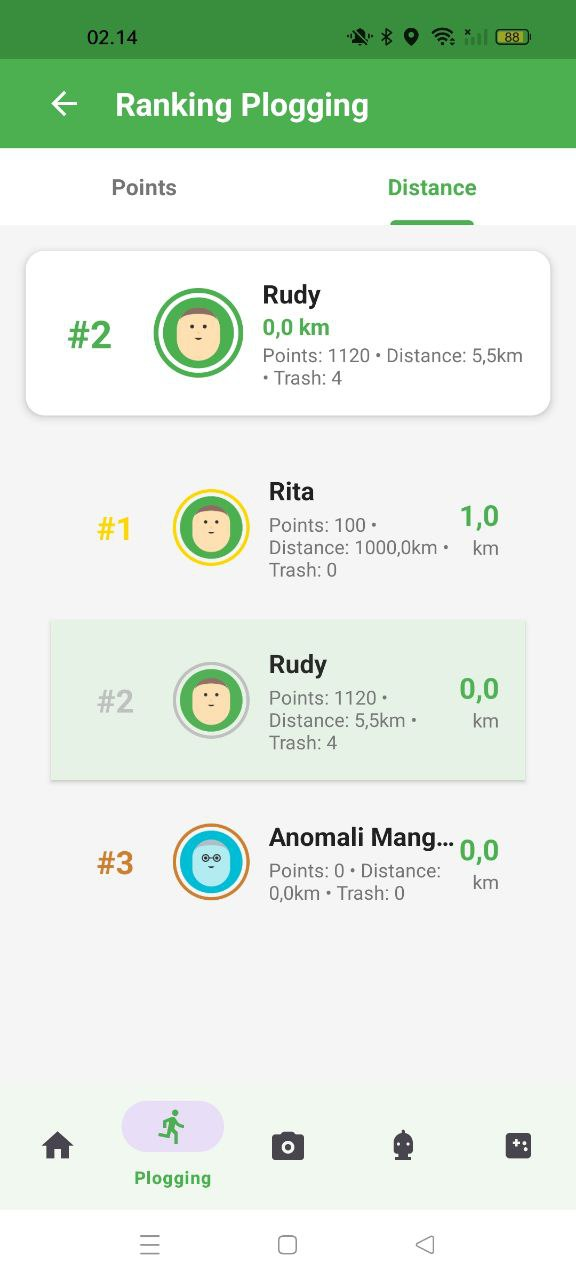 02.14
88
Ranking Plogging
Points
Distance
#2
Rudy
0,0 km
Points: 1120 • Distance: 5,5km
• Trash: 4
#1
Rita
Points: 100 •
Distance: 1000,0km •
Trash: 0
1,0
km
#2
Rudy
Points: 1120 •
Distance: 5,5km •
Trash: 4
0,0
km
#3
Anomali Mang...
Points: 0 • Distance:
0,0km • Trash: 0
0,0
km
Plogging